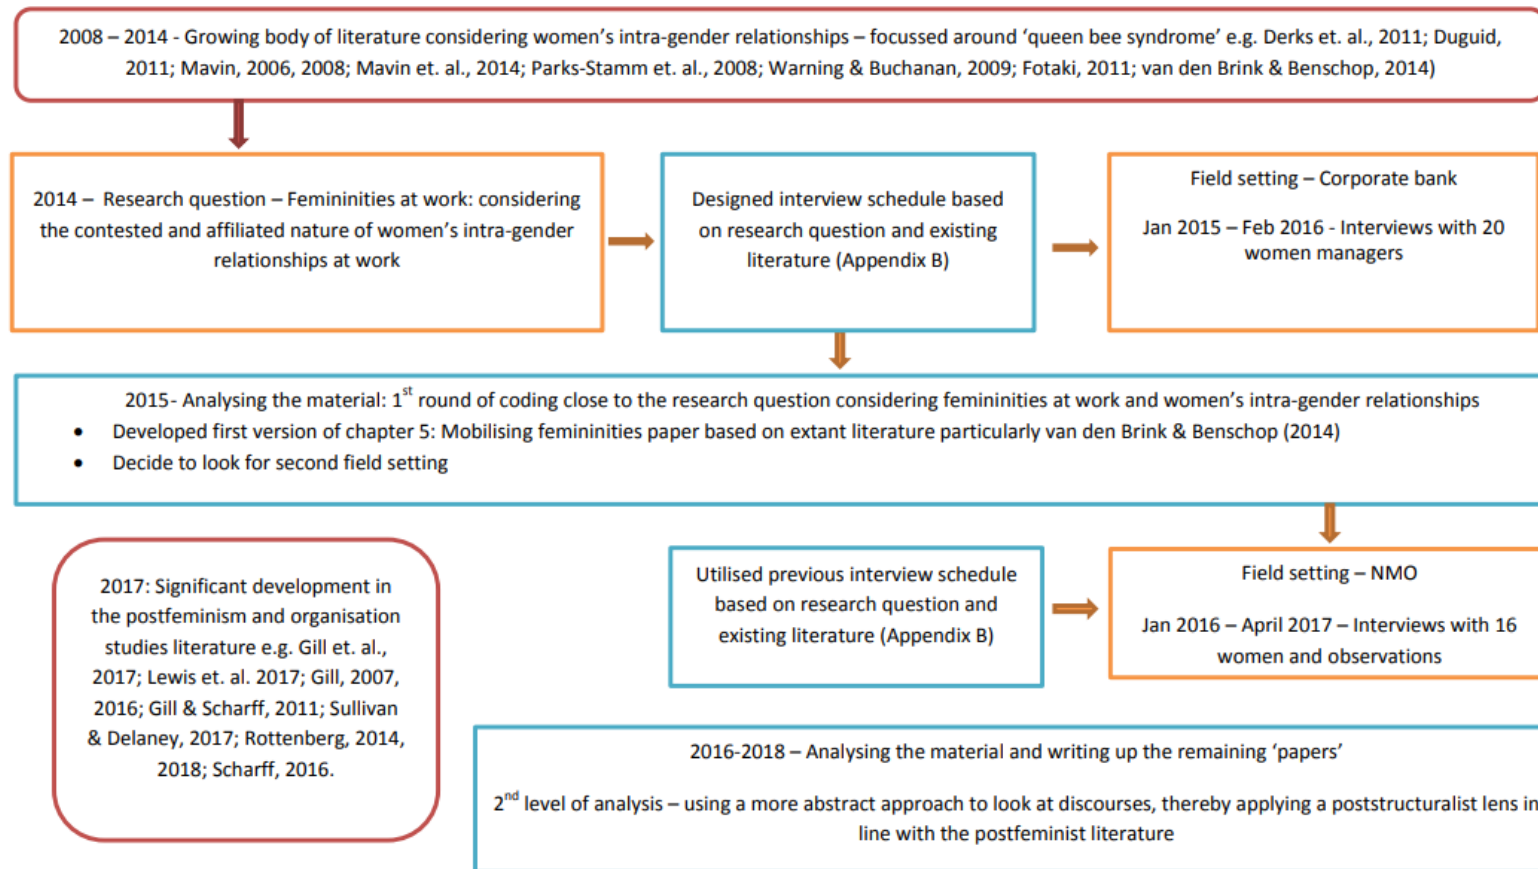 2008 – 2014 - Growing body of literature considering women’s intra-gender relationships – focussed around ‘queen bee syndrome’ e.g. Derks et. al., 2011; Duguid,
2011; Mavin, 2006, 2008; Mavin et. al., 2014; Parks-Stamm et. al., 2008; Warning & Buchanan, 2009; Fotaki, 2011; van den Brink & Benschop, 2014)
2014 – Research question – Femininities at work: considering
the contested and affiliated nature of women’s intra-gender
relationships at work
Designed interview schedule based
on research question and existing
literature (Appendix B)
Field setting – Corporate bank
Jan 2015 – Feb 2016 - Interviews with 20
women managers
2015- Analysing the material: 1st round of coding close to the research question considering femininities at work and women’s intra-gender relationships
• Developed first version of chapter 5: Mobilising femininities paper based on extant literature particularly van den Brink & Benschop (2014)
• Decide to look for second field setting
2017: Significant development in
the postfeminism and organisation
studies literature e.g. Gill et. al.,
2017; Lewis et. al. 2017; Gill, 2007,
2016; Gill & Scharff, 2011; Sullivan
& Delaney, 2017; Rottenberg, 2014,
2018; Scharff, 2016.
Utilised previous interview schedule
based on research question and
existing literature (Appendix B)
Field setting – NMO
Jan 2016 – April 2017 – Interviews with 16
women and observations
2016-2018 – Analysing the material and writing up the remaining ‘papers’
2nd level of analysis – using a more abstract approach to look at discourses, thereby applying a poststructuralist lens in
line with the postfeminist literature